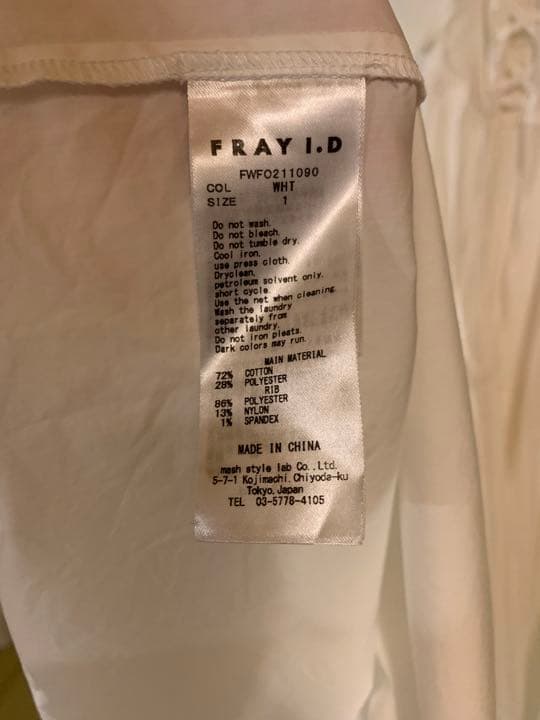 FRAY I.D
FWFO211090
COL WHT
SIZE 1
Do not wash.
Do not bleach.
Do not tumble dry.
Cool iron.
use press cloth.
Dryclean,
petroleum solvent only.
short cycle.
Use the net when cleaning.
Wash the laundry
separately from
other laundry.
Do not Iron pleats.
Dark colors may run.
MAIN MATERIAL
72% COTTON
28% POLYESTER
RIB
86% POLYESTER
13% NYLON
1% SPANDEX
MADE IN CHINA
mash style lab Co.,Ltd.
5-7-1 Kojimachi, Chiyoda-ku
Tokyo, Japan
TEL 03-5778-4105